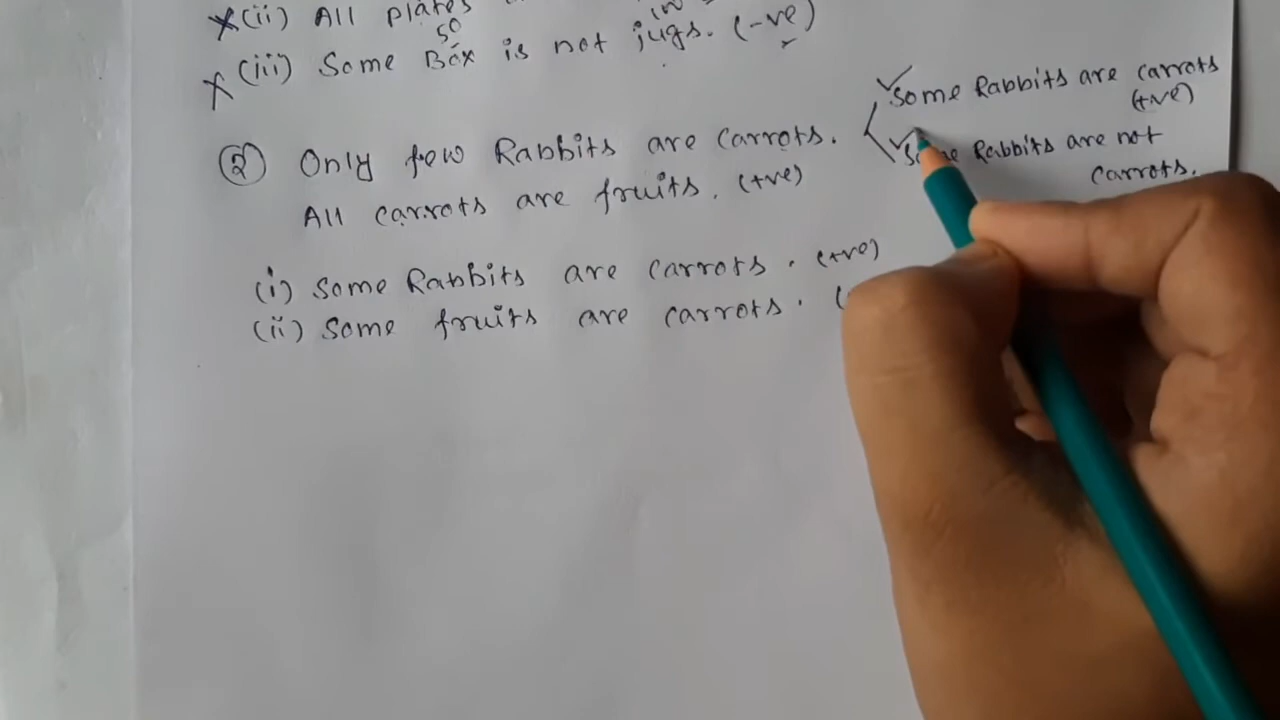 (ii) All plates
so
(iii) Some Box is not jugs. (-ve)
② Only few Rabbits are carrots.
Some Rabbits are carrots
(+ve)
Some Rabbits are not
carrots.
All carrots are fruits. (+ve)
(i) Some Rabbits are carrots. (+ve)
(ii) Some fruits are carrots. (